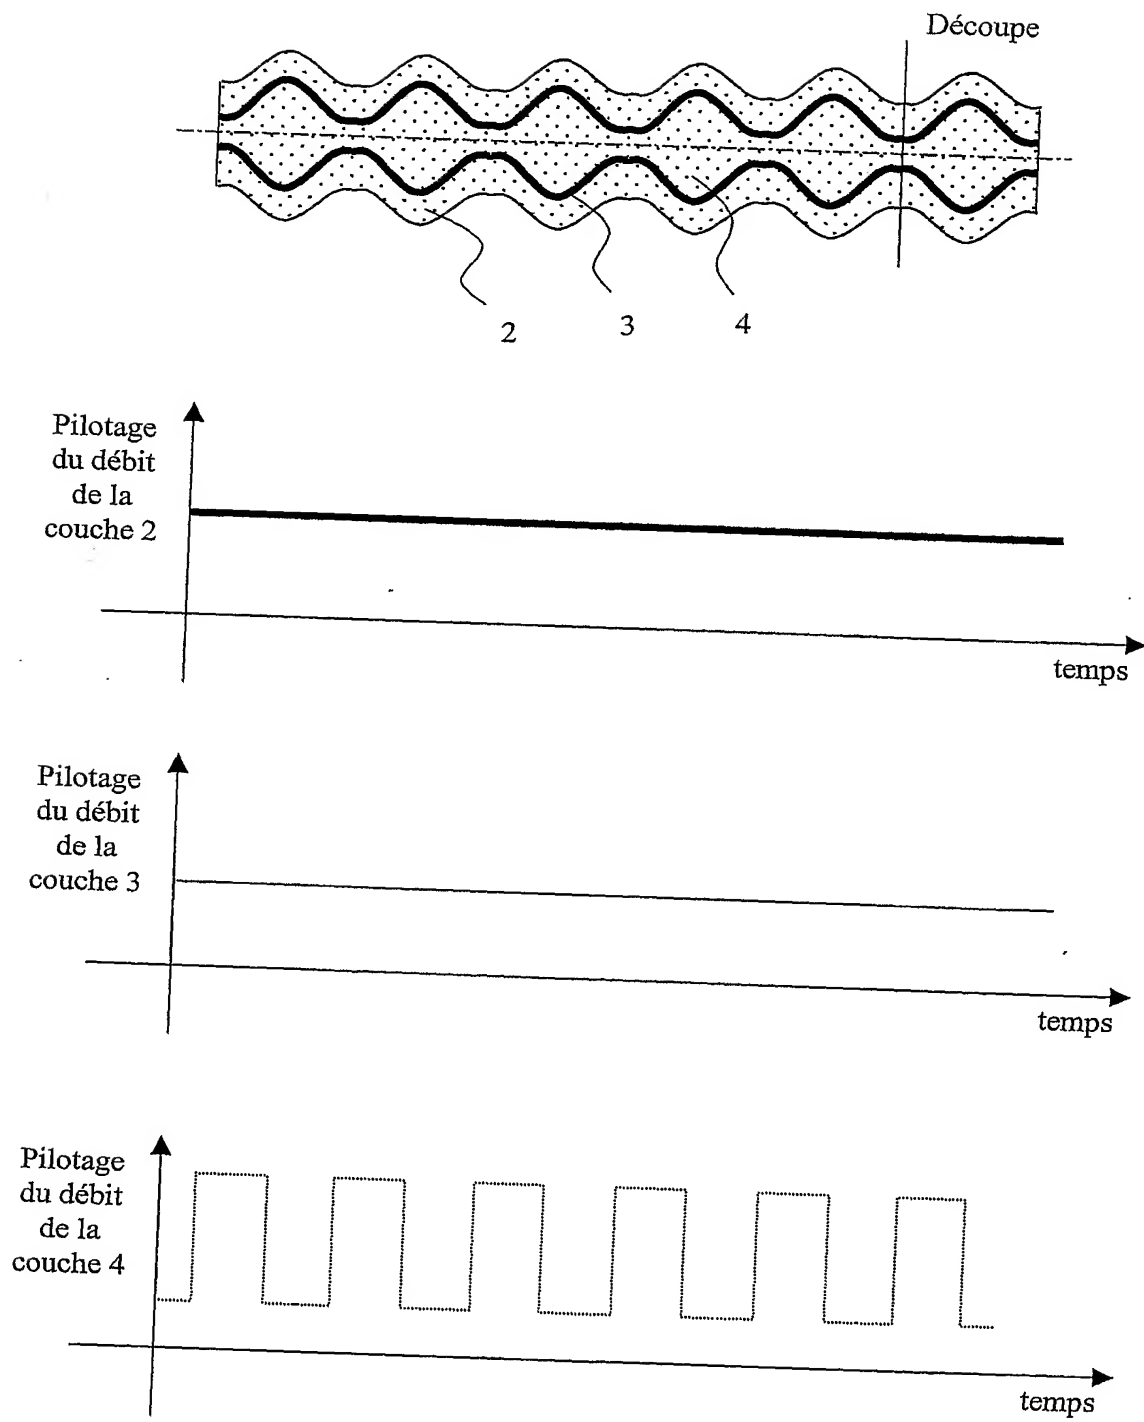 Découpe
2
3
4
Pilotage
du débit
de la
couche 2
temps
Pilotage
du débit
de la
couche 3
temps
Pilotage
du débit
de la
couche 4
temps